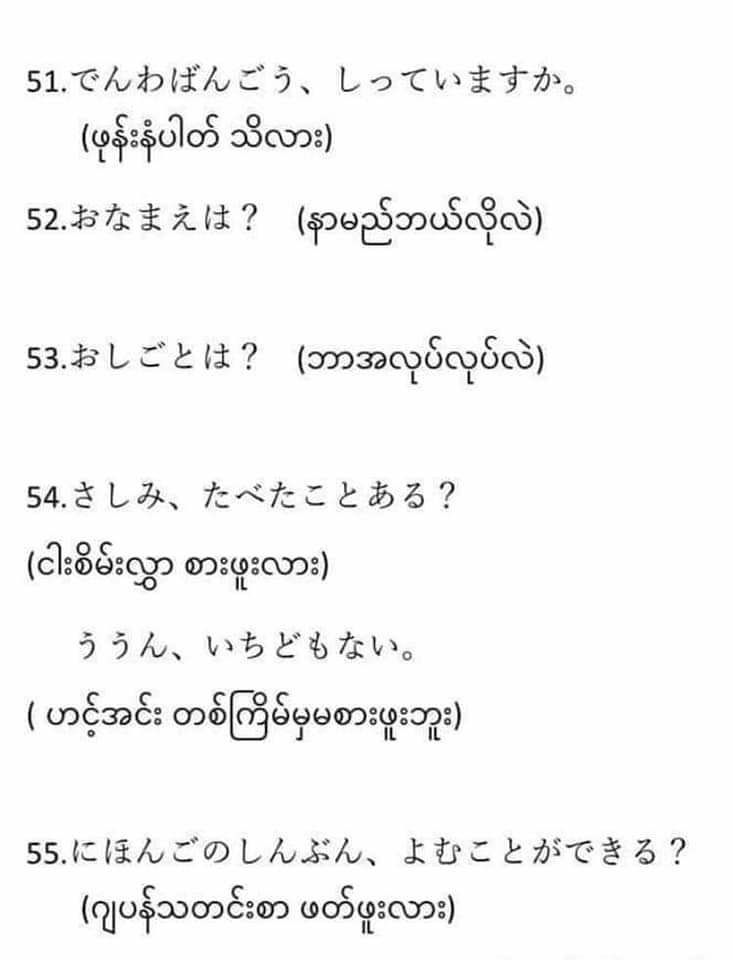 51.でんわばんごう、しっていますか。
(ဖုန်းနံပါတ် သိလား)
52.おなまえは？ (နာမည်ဘယ်လိုလဲ)
53.おしごとは？ (ဘာအလုပ်လုပ်လဲ)
54.さしみ、たべたことある？
(ငါးစိမ်းလွှာ စားဖူးလား)
ううん、いちどもない。
( ဟင့်အင်း တစ်ကြိမ်မှမစားဖူးဘူး)
55.にほんごのしんぶん、よむことができる？
(ဂျပန်သတင်းစာ ဖတ်ဖူးလား)